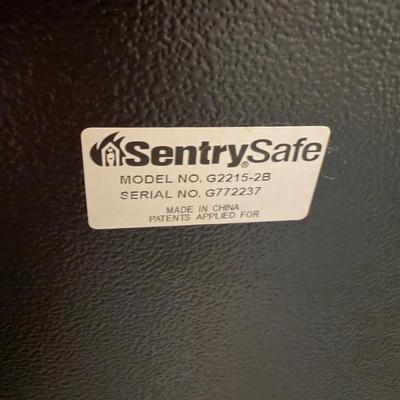 SentrySafe®
MODEL NO. G2215-2B
SERIAL NO. G772237
MADE IN CHINA
PATENTS APPLIED FOR